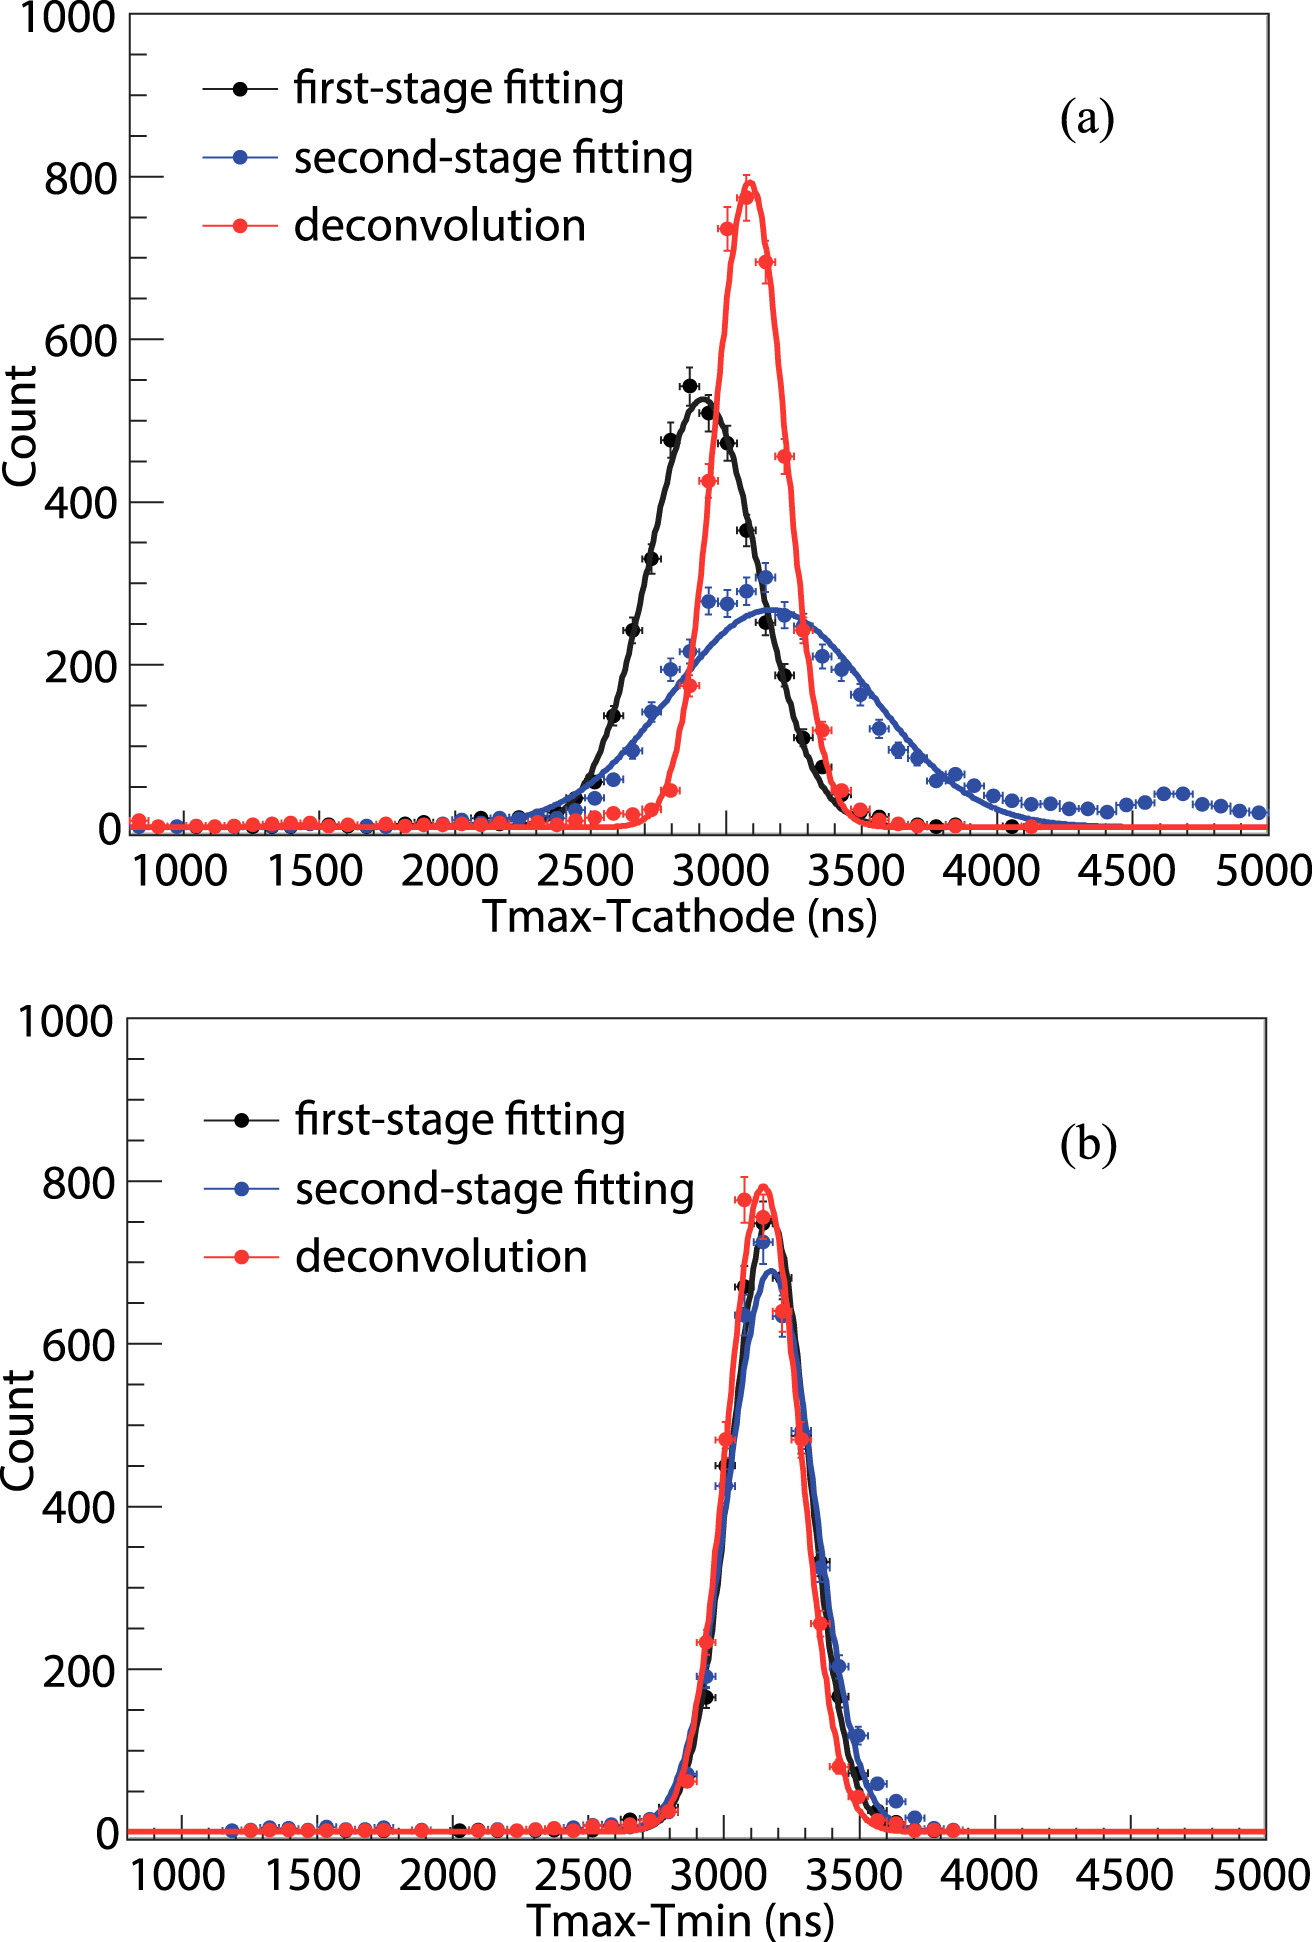 1000
800
600
400
200
0
Count
first-stage fitting
second-stage fitting
deconvolution
(a)
1000 1500 2000 2500 3000 3500 4000 4500 5000
Tmax-Tcathode (ns)
1000
800
600
400
200
0
Count
first-stage fitting
second-stage fitting
deconvolution
(b)
1000 1500 2000 2500 3000 3500 4000 4500 5000
Tmax-Tmin (ns)